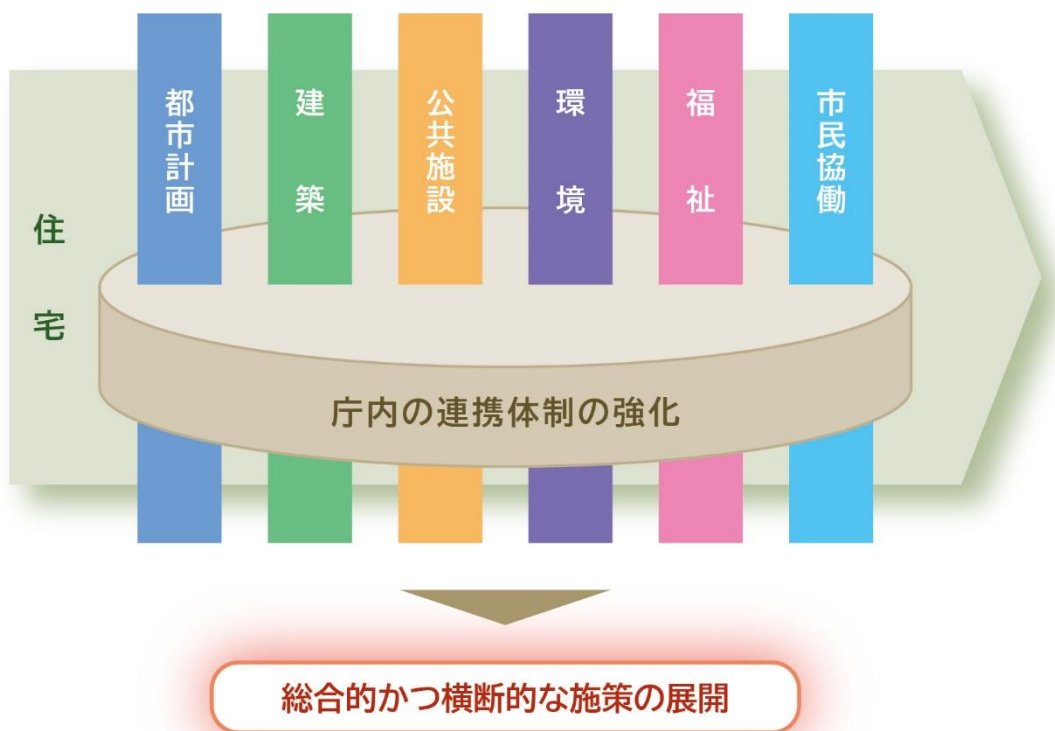 都市計画
建築
公共施設
環境
福祉
市民協働
住宅
庁内の連携体制の強化
総合的かつ横断的な施策の展開